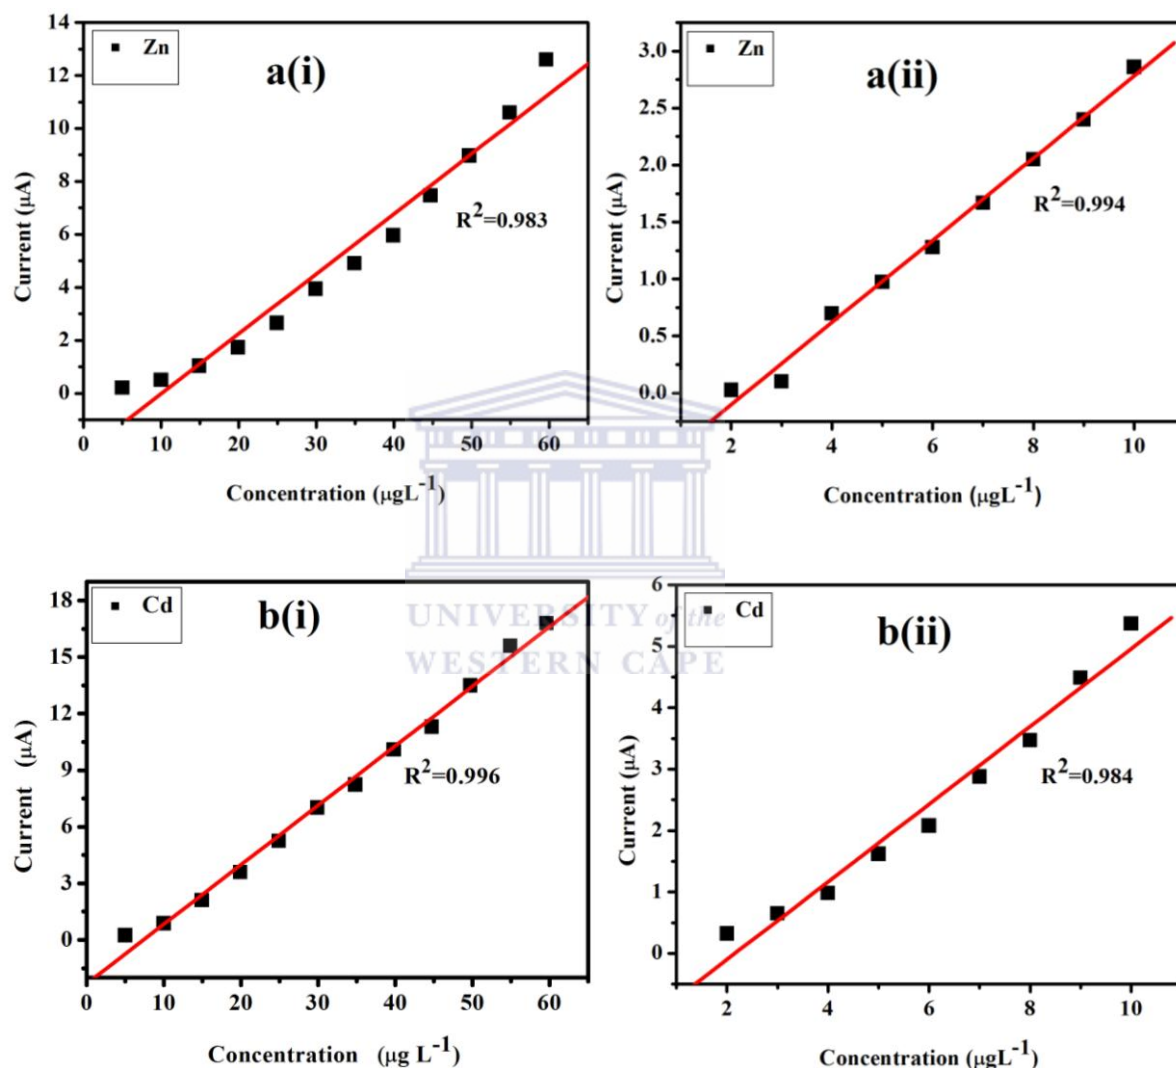 Zn
a(i)
14
12
10
8
6
4
2
0
Current (μA)
R²=0.983
0 10 20 30 40 50 60
Concentration (μgL⁻¹)
Zn
a(ii)
3.0
2.5
2.0
1.5
1.0
0.5
0.0
Current (μA)
R²=0.994
2 4 6 8 10
Concentration (μgL⁻¹)
UNIVERSITY of the
WESTERN CAPE
Cd
b(i)
18
15
12
9
6
3
0
Current (μA)
R²=0.996
0 10 20 30 40 50 60
Concentration (μg L⁻¹)
Cd
b(ii)
6
5
4
3
2
1
0
Current (μA)
R²=0.984
2 4 6 8 10
Concentration (μgL⁻¹)